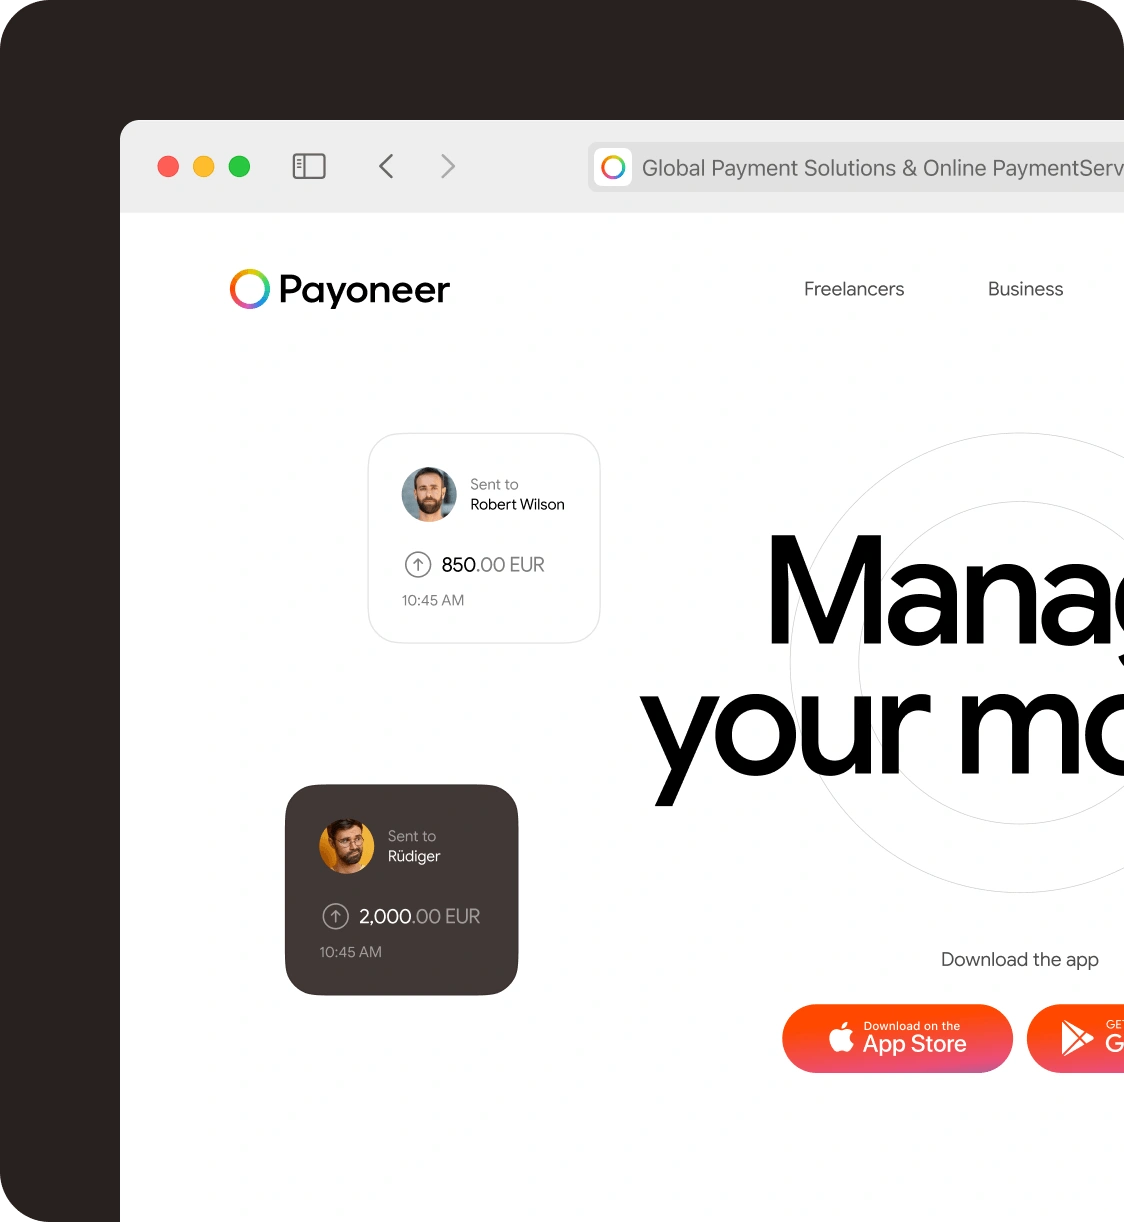 Global Payment Solutions & Online PaymentServ
Payoneer
Freelancers
Business
Sent to
Robert Wilson
850.00 EUR
10:45 AM
Manag
your mo
Sent to
Rüdiger
2,000.00 EUR
10:45 AM
Download the app
Download on the
App Store
GET
G